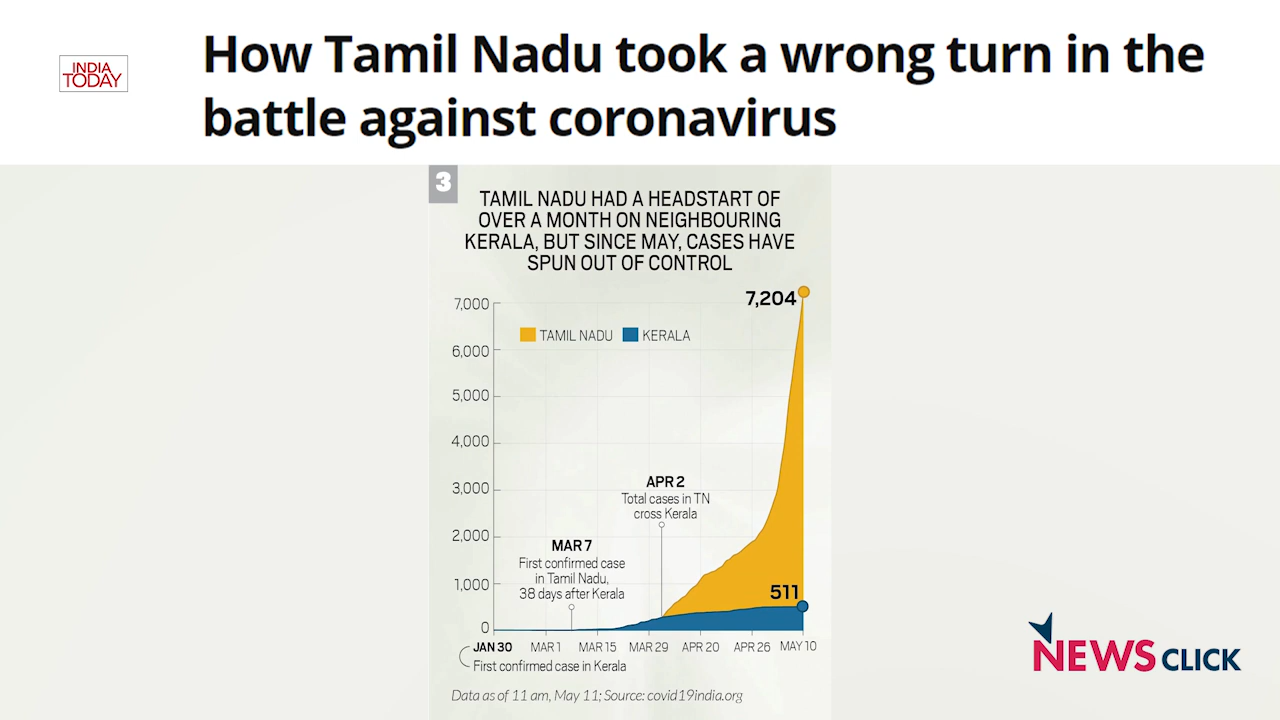 INDIA
TODAY
How Tamil Nadu took a wrong turn in the
battle against coronavirus
3
TAMIL NADU HAD A HEADSTART OF
OVER A MONTH ON NEIGHBOURING
KERALA, BUT SINCE MAY, CASES HAVE
SPUN OUT OF CONTROL
7,204
7,000
TAMIL NADU KERALA
6,000
5,000
4,000
3,000
APR 2
Total cases in TN
cross Kerala
2,000
MAR 7
First confirmed case
in Tamil Nadu,
38 days after Kerala
1,000
511
0
JAN 30 MAR 1 MAR 15 MAR 29 APR 20 APR 26 MAY 10
First confirmed case in Kerala
Data as of 11 am, May 11; Source: covid19india.org
NEWS CLICK